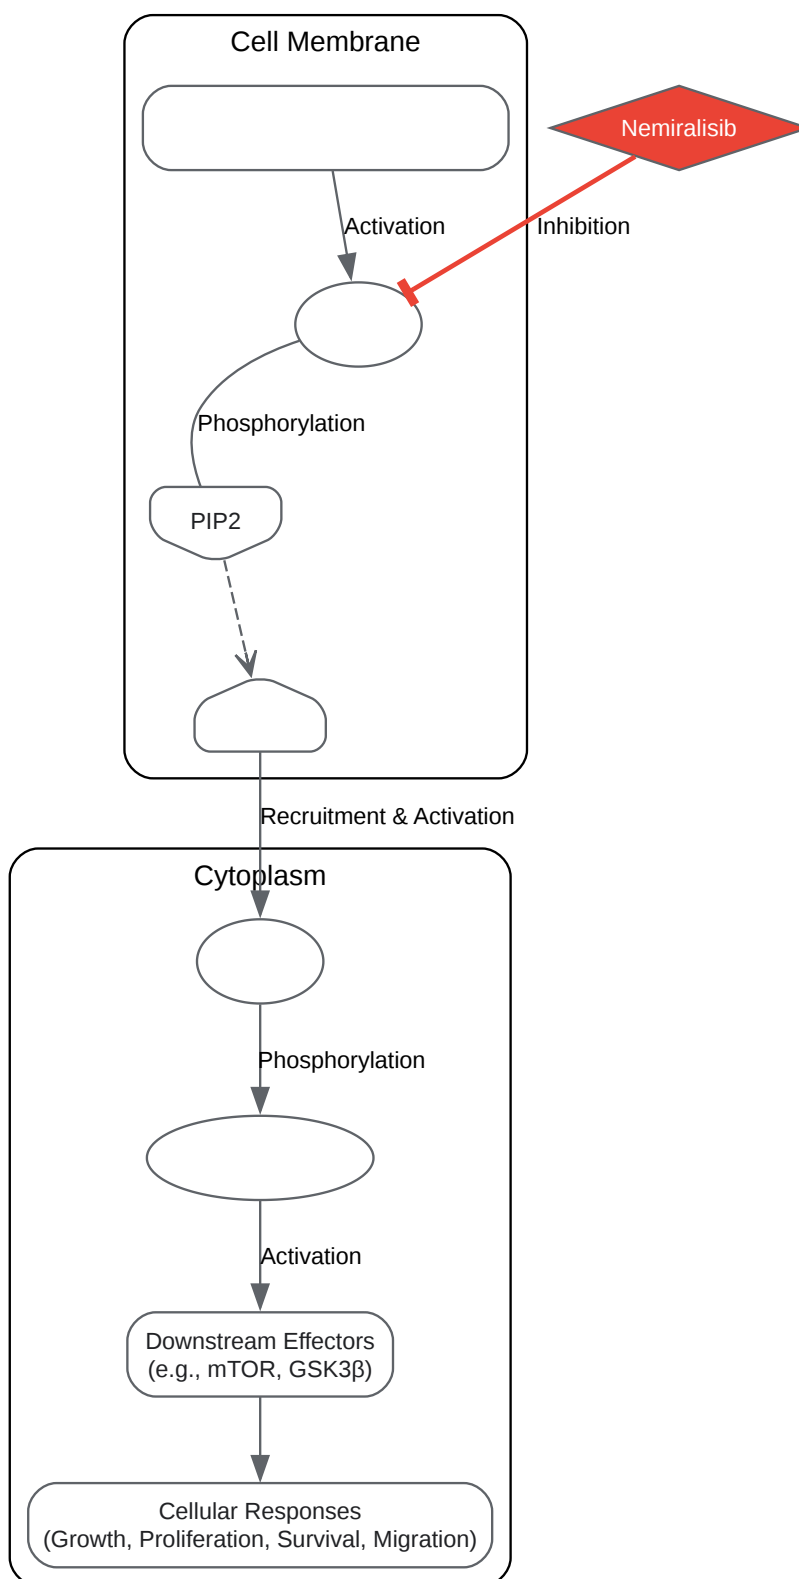 Cell Membrane
Nemiralisib
Activation
Inhibition
Phosphorylation
PIP2
Recruitment & Activation
Cytoplasm
Phosphorylation
Activation
Downstream Effectors
(e.g., mTOR, GSK3β)
Cellular Responses
(Growth, Proliferation, Survival, Migration)